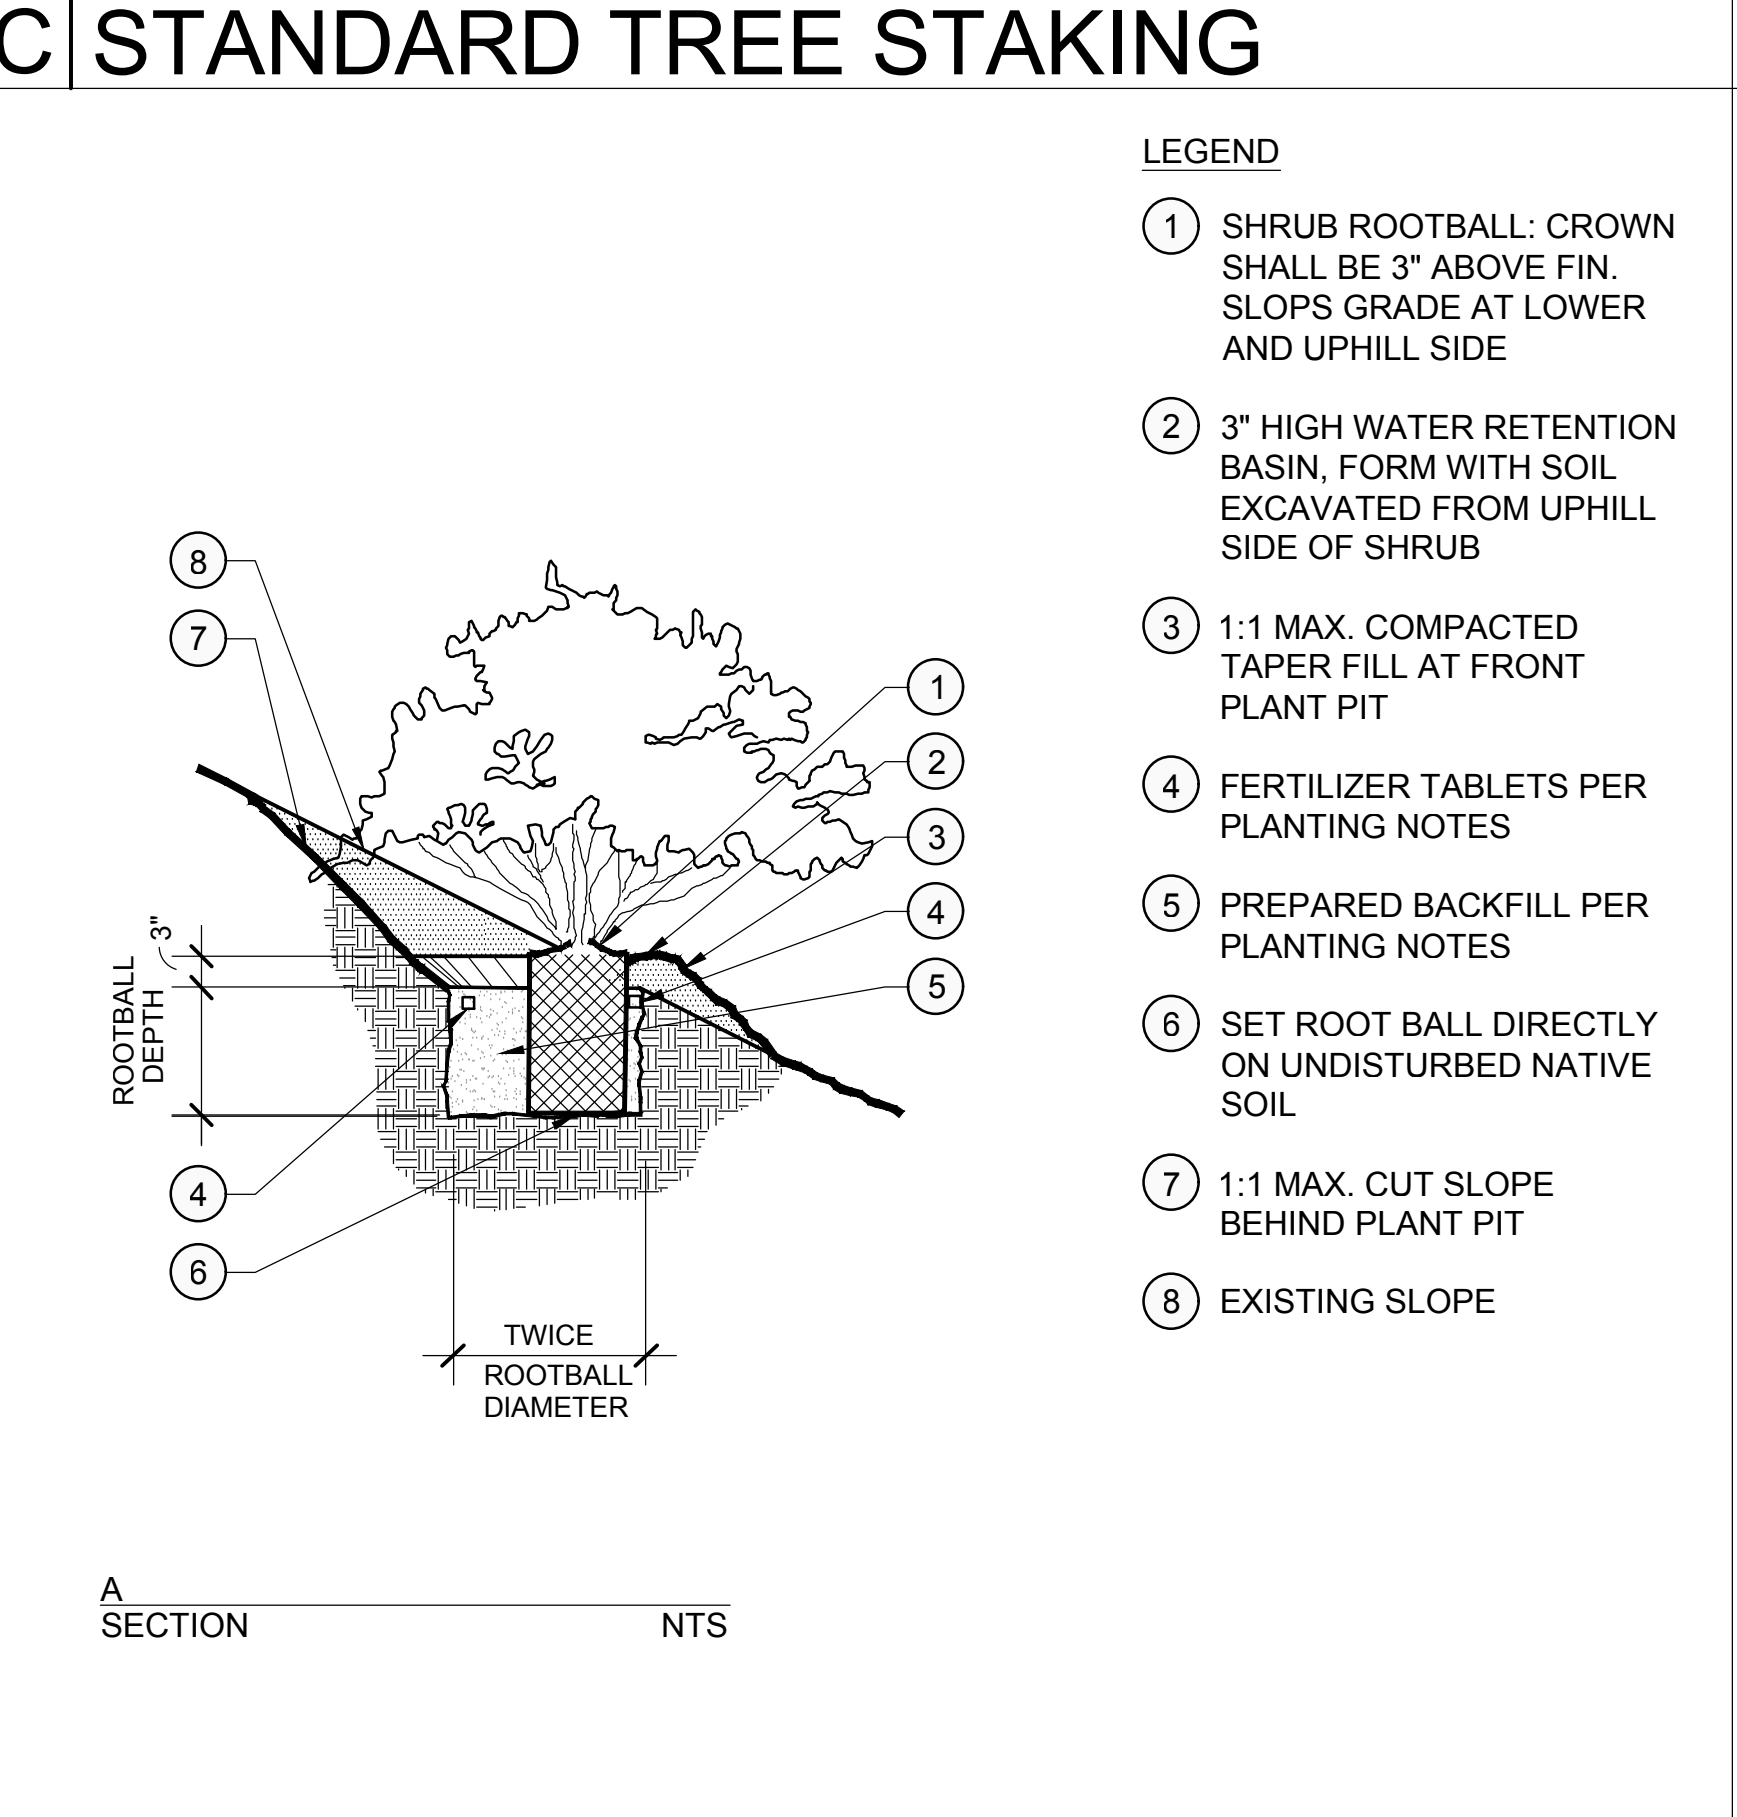 C STANDARD TREE STAKING
LEGEND
1 SHRUB ROOTBALL: CROWN
SHALL BE 3" ABOVE FIN.
SLOPS GRADE AT LOWER
AND UPHILL SIDE
2 3" HIGH WATER RETENTION
BASIN, FORM WITH SOIL
EXCAVATED FROM UPHILL
SIDE OF SHRUB
3 1:1 MAX. COMPACTED
TAPER FILL AT FRONT
PLANT PIT
4 FERTILIZER TABLETS PER
PLANTING NOTES
5 PREPARED BACKFILL PER
PLANTING NOTES
6 SET ROOT BALL DIRECTLY
ON UNDISTURBED NATIVE
SOIL
7 1:1 MAX. CUT SLOPE
BEHIND PLANT PIT
8 EXISTING SLOPE
8
7
1
2
3
4
5
3"
ROOTBALL
DEPTH
4
6
TWICE
ROOTBALL
DIAMETER
A
SECTION NTS